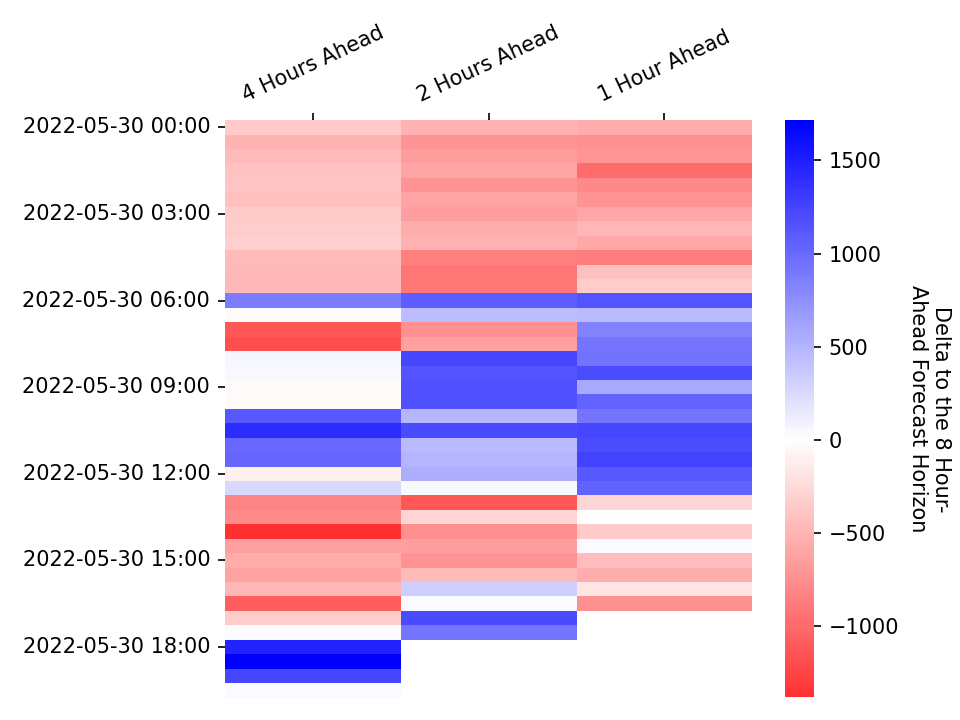 4 Hours Ahead
2 Hours Ahead
1 Hour Ahead
2022-05-30 00:00
2022-05-30 03:00
2022-05-30 06:00
2022-05-30 09:00
2022-05-30 12:00
2022-05-30 15:00
2022-05-30 18:00
1500
1000
500
0
−500
−1000
Delta to the 8 Hour-
Ahead Forecast Horizon